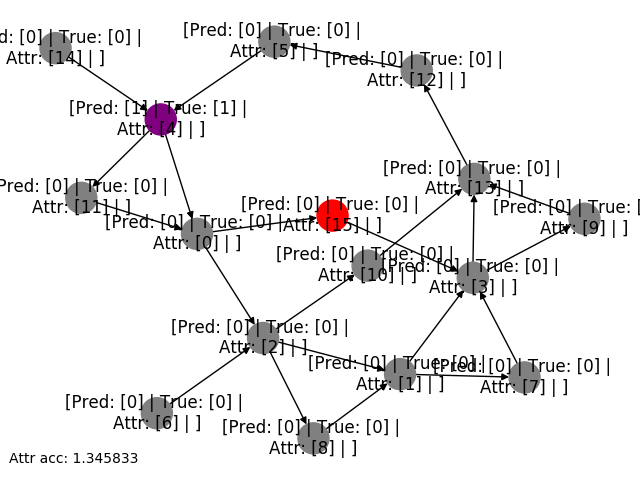 [Pred: [0] | True: [0] |
Attr: [5] | ]
d: [0] | True: [0] |
Attr: [14] | ]
[Pred: [0] | True: [0] |
Attr: [12] | ]
[Pred: [1] | True: [1] |
Attr: [4] | ]
[Pred: [0] | True: [0] |
Attr: [13] | ]
Pred: [0] | True: [0] |
Attr: [11] | ]
[Pred: [0] | True: [0] |
Attr: [15] | ]
[Pred: [0] | True: [0] |
Attr: [9] | ]
[Pred: [0] | True: [0] |
Attr: [0] | ]
[Pred: [0] | True: [0] |
Attr: [10] | ]
[Pred: [0] | True: [0] |
Attr: [3] | ]
[Pred: [0] | True: [0] |
Attr: [2] | ]
[Pred: [0] | True: [0] |
Attr: [1] | ]
[Pred: [0] | True: [0] |
Attr: [7] | ]
[Pred: [0] | True: [0] |
Attr: [6] | ]
[Pred: [0] | True: [0] |
Attr: [8] | ]
Attr acc: 1.345833